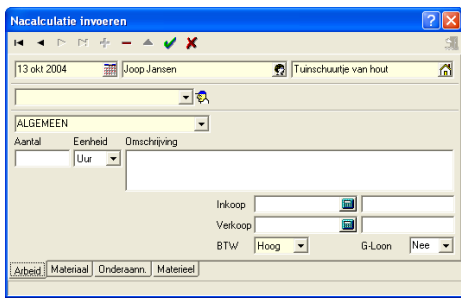 Nacalculatie invoeren
13 okt 2004 Joop Jansen Tuinschuurtje van hout
ALGEMEEN
Aantal Eenheid Omschrijving
Uur
Inkoop
Verkoop
BTW Hoog G-Loon Nee
Arbeid Materiaal Onderaann. Materieel